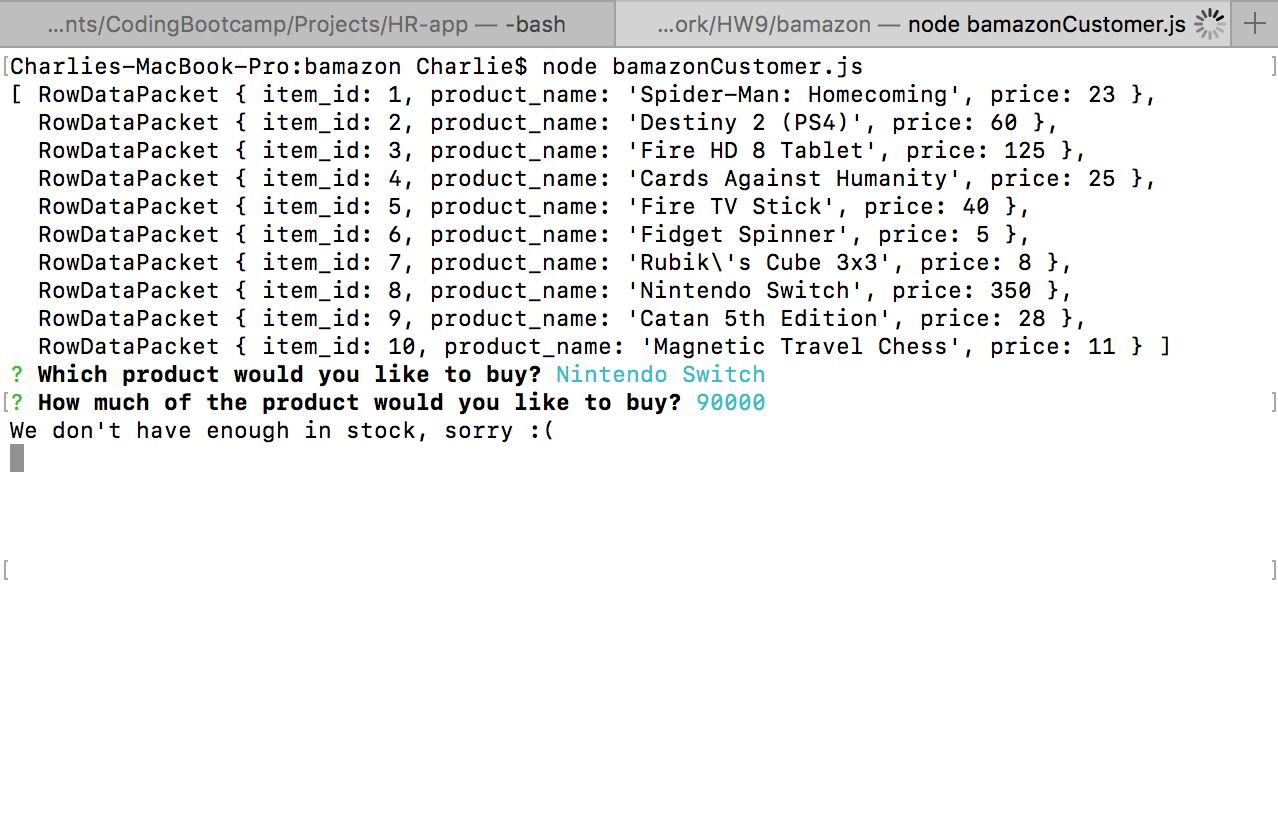 ...nts/CodingBootcamp/Projects/HR-app — -bash
...ork/HW9/bamazon — node bamazonCustomer.js
[Charlies-MacBook-Pro:bamazon Charlie$ node bamazonCustomer.js ]
[ RowDataPacket { item_id: 1, product_name: 'Spider-Man: Homecoming', price: 23 },
RowDataPacket { item_id: 2, product_name: 'Destiny 2 (PS4)', price: 60 },
RowDataPacket { item_id: 3, product_name: 'Fire HD 8 Tablet', price: 125 },
RowDataPacket { item_id: 4, product_name: 'Cards Against Humanity', price: 25 },
RowDataPacket { item_id: 5, product_name: 'Fire TV Stick', price: 40 },
RowDataPacket { item_id: 6, product_name: 'Fidget Spinner', price: 5 },
RowDataPacket { item_id: 7, product_name: 'Rubik\'s Cube 3x3', price: 8 },
RowDataPacket { item_id: 8, product_name: 'Nintendo Switch', price: 350 },
RowDataPacket { item_id: 9, product_name: 'Catan 5th Edition', price: 28 },
RowDataPacket { item_id: 10, product_name: 'Magnetic Travel Chess', price: 11 } ]
? Which product would you like to buy? Nintendo Switch
[? How much of the product would you like to buy? 90000 ]
We don't have enough in stock, sorry :(
[ ]